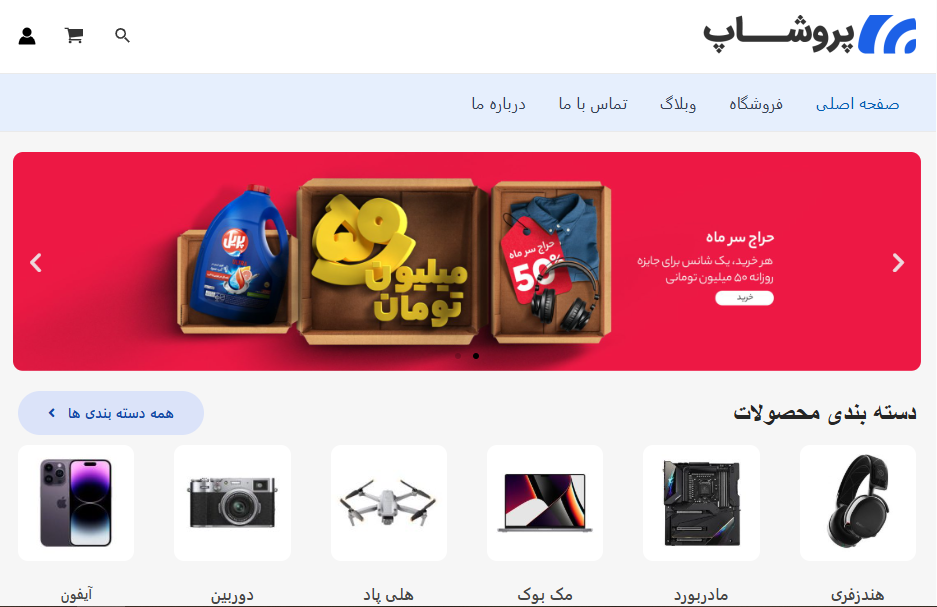 پروشاپ
صفحه اصلی
فروشگاه
وبلاگ
تماس با ما
درباره ما
حراج سر ماه
هر خرید، یک شانس برای جایزه
روزانه ۵۰ میلیون تومانی
خرید
حراج سر ماه
50%
۵۰
میلیون
تومان
پریل
دسته بندی محصولات
همه دسته بندی ها
هندزفری
مادربورد
مک بوک
هلی پاد
دوربین
آیفون